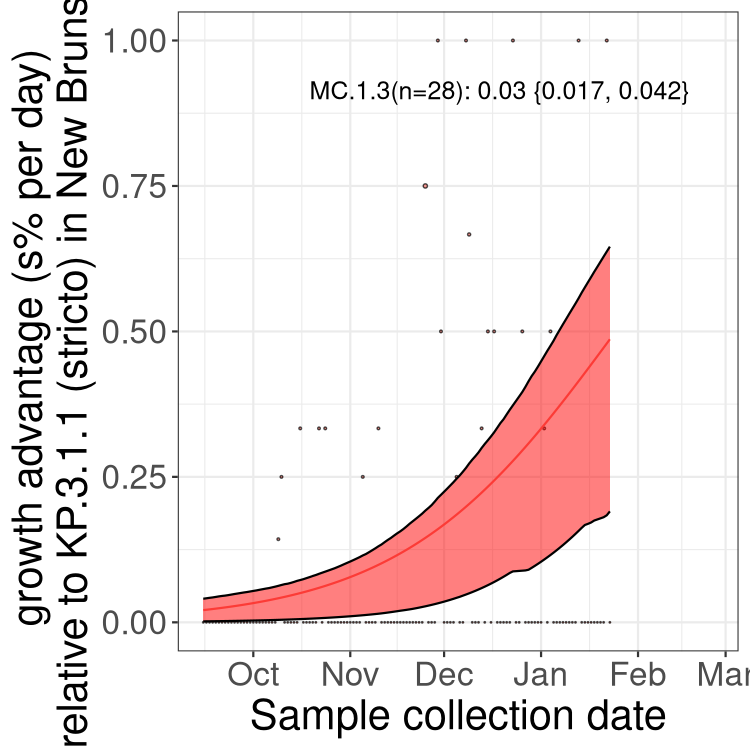 growth advantage (s% per day)
relative to KP.3.1.1 (stricto) in New Bruns
1.00
0.75
0.50
0.25
0.00
MC.1.3(n=28): 0.03 {0.017, 0.042}
Oct Nov Dec Jan Feb Mar
Sample collection date